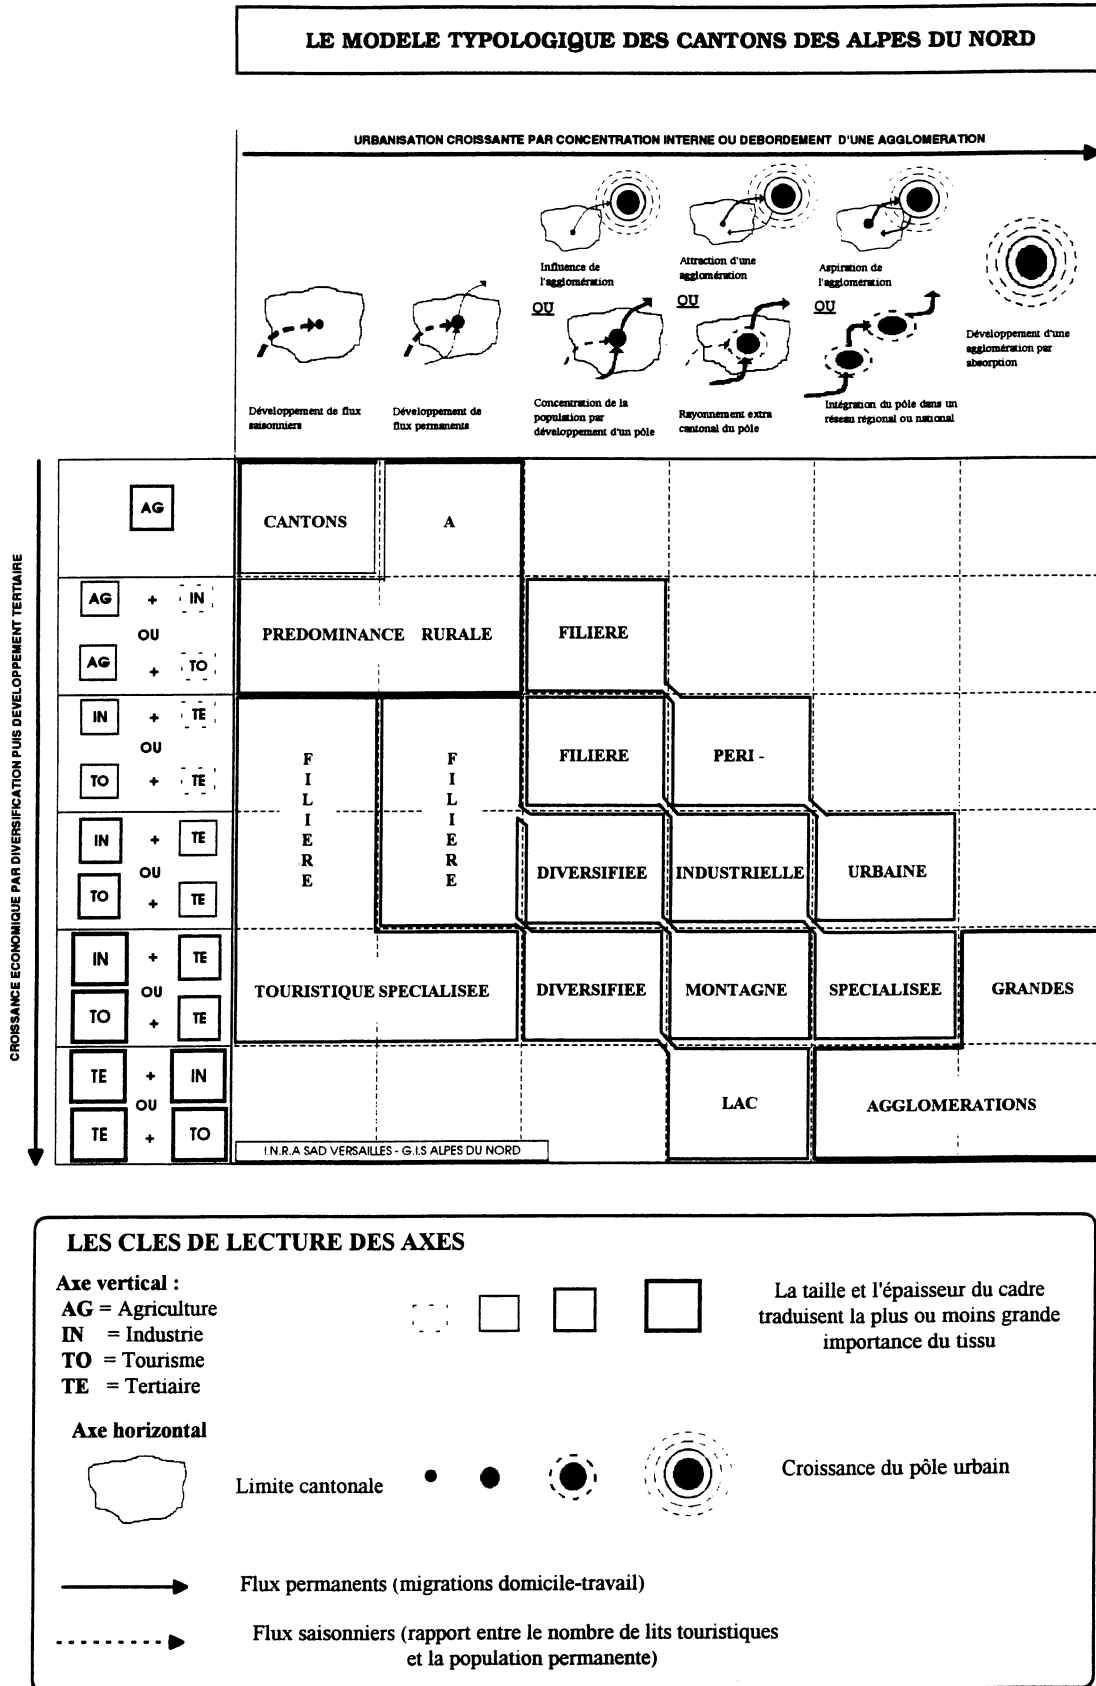 LE MODELE TYPOLOGIQUE DES CANTONS DES ALPES DU NORD
URBANISATION CROISSANTE PAR CONCENTRATION INTERNE OU DEBORDEMENT D'UNE AGGLOMERATION
Influence de
l'agglomération
Attraction d'une
agglomération
Aspiration de
l'agglomération
OU
OU
OU
Développement d'une
agglomération par
absorption
Développement de flux
saisonniers
Développement de
flux permanents
Concentration de la
population par
développement d'un pôle
Rayonnement extra
cantonal du pôle
Intégration du pôle dans un
réseau régional ou national
CROISSANCE ECONOMIQUE PAR DIVERSIFICATION PUIS DEVELOPPEMENT TERTIAIRE
AG
CANTONS A
AG + IN
OU
AG + TO
PREDOMINANCE RURALE
FILIERE
IN + TE
OU
TO + TE
FILIERE
FILIERE
FILIERE
PERI -
IN + TE
OU
TO + TE
DIVERSIFIEE
INDUSTRIELLE
URBAINE
IN + TE
OU
TO + TE
TOURISTIQUE SPECIALISEE
DIVERSIFIEE
MONTAGNE
SPECIALISEE
GRANDES
TE + IN
OU
TE + TO
LAC
AGGLOMERATIONS
I.N.R.A SAD VERSAILLES - G.I.S ALPES DU NORD
LES CLES DE LECTURE DES AXES
Axe vertical :
AG = Agriculture
IN = Industrie
TO = Tourisme
TE = Tertiaire
La taille et l'épaisseur du cadre
traduisent la plus ou moins grande
importance du tissu
Axe horizontal
Limite cantonale
Croissance du pôle urbain
Flux permanents (migrations domicile-travail)
Flux saisonniers (rapport entre le nombre de lits touristiques
et la population permanente)